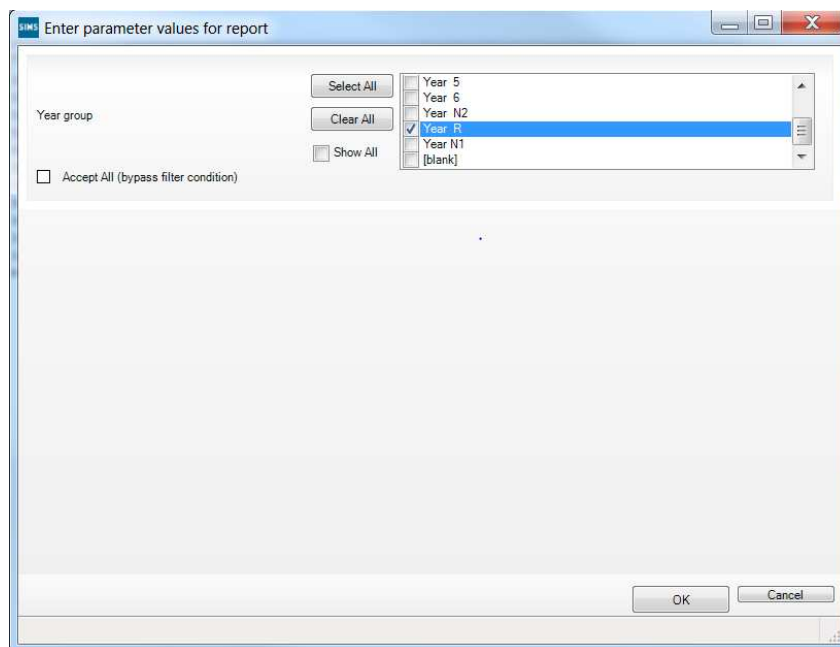 SIMS Enter parameter values for report
Year group
Select All
Clear All
Show All
Year 5
Year 6
Year N2
Year R
Year N1
[blank]
Accept All (bypass filter condition)
OK
Cancel